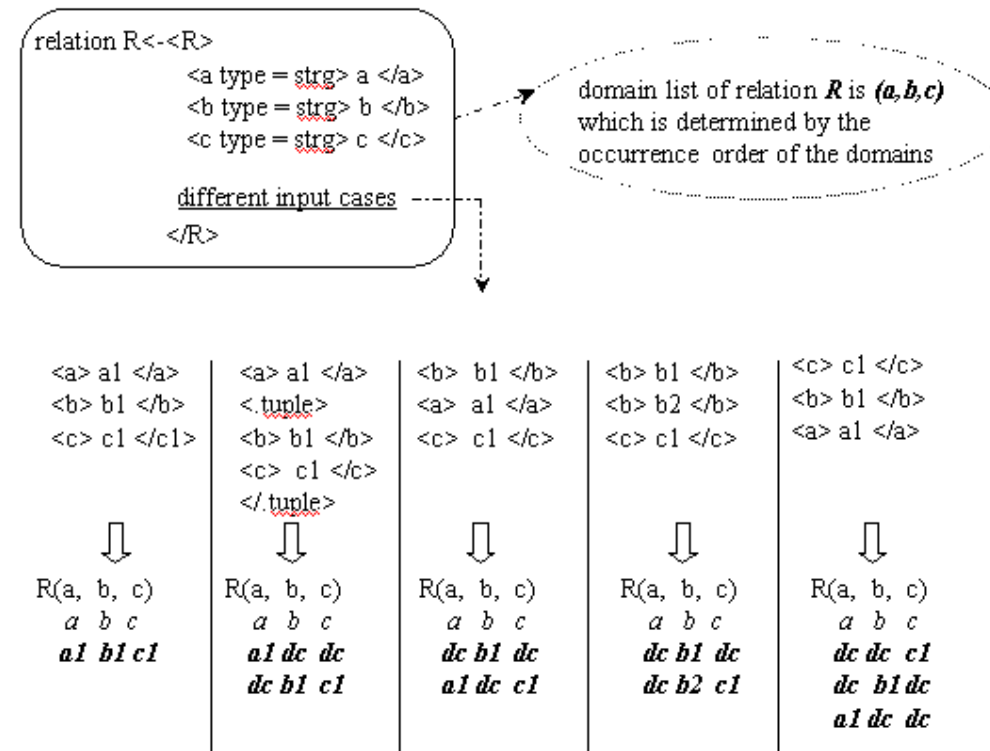 relation R<-<R>
<a type = strg> a </a>
<b type = strg> b </b>
<c type = strg> c </c>
different input cases
</R>
domain list of relation R is (a,b,c)
which is determined by the
occurrence order of the domains
<a> a1 </a>
<b> b1 </b>
<c> c1 </c1>
R(a, b, c)
a b c
a1 b1 c1
<a> a1 </a>
<.tuple>
<b> b1 </b>
<c> c1 </c>
</.tuple>
R(a, b, c)
a b c
a1 dc dc
dc b1 c1
<b> b1 </b>
<a> a1 </a>
<c> c1 </c>
R(a, b, c)
a b c
dc b1 dc
a1 dc c1
<b> b1 </b>
<b> b2 </b>
<c> c1 </c>
R(a, b, c)
a b c
dc b1 dc
dc b2 c1
<c> c1 </c>
<b> b1 </b>
<a> a1 </a>
R(a, b, c)
a b c
dc dc c1
dc b1 dc
a1 dc dc